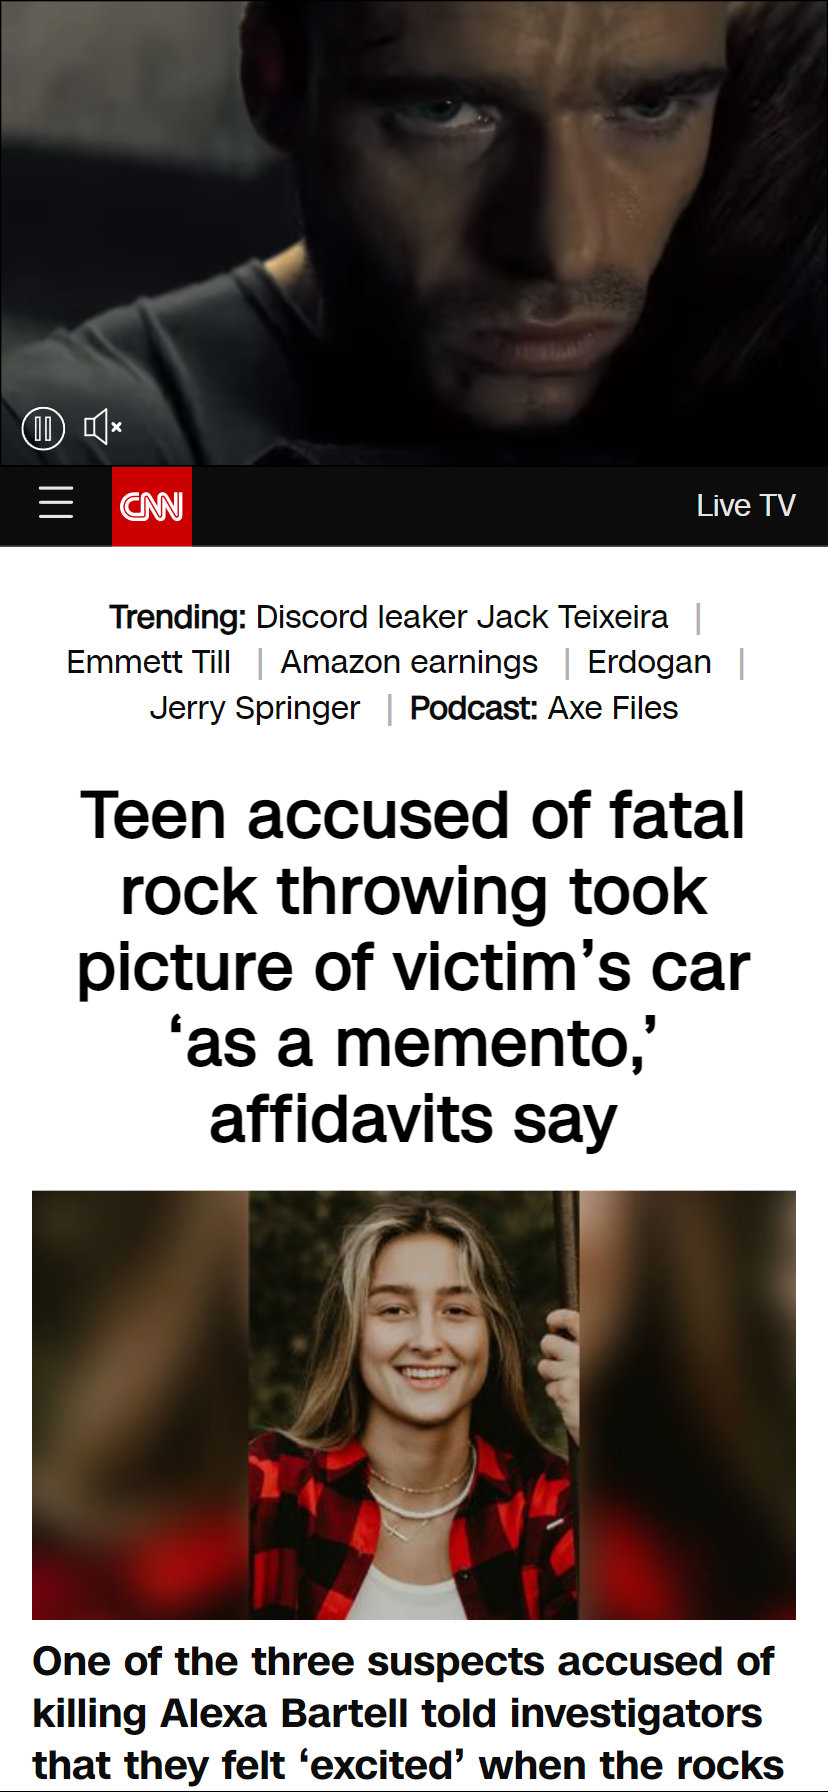 CNN
Live TV
Trending: Discord leaker Jack Teixeira |
Emmett Till | Amazon earnings | Erdogan |
Jerry Springer | Podcast: Axe Files
Teen accused of fatal
rock throwing took
picture of victim’s car
‘as a memento,’
affidavits say
One of the three suspects accused of
killing Alexa Bartell told investigators
that they felt ‘excited’ when the rocks